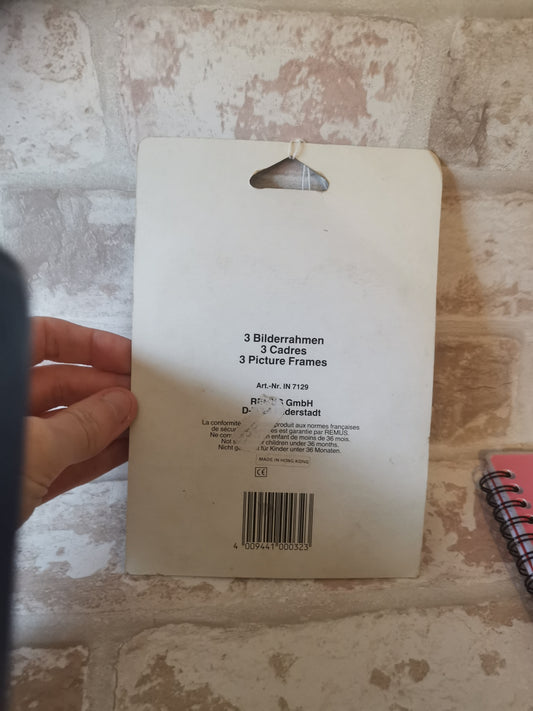 3 Bilderrahmen
3 Cadres
3 Picture Frames
Art.-Nr. IN 7129
GmbH
La conformité produit aux normes françaises
de est garantie par REMUS.
Ne enfant de moins de 36 mois.
Not children under 36 months.
Nicht für Kinder unter 36 Monaten.
MADE IN HONG KONG
CE
4 009441 000323